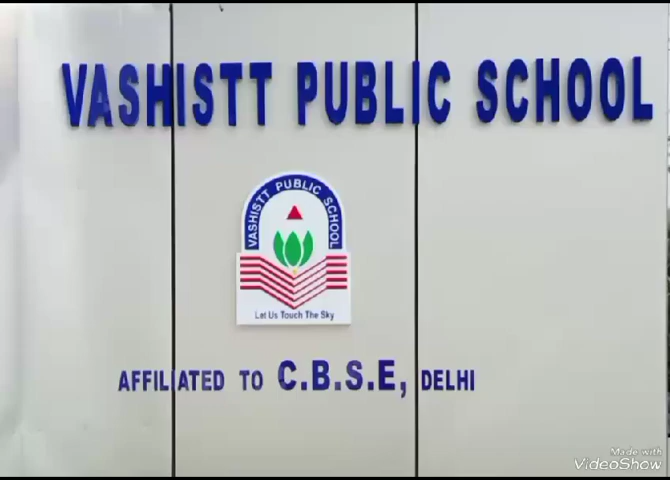 VASHISTT PUBLIC SCHOOL
VASHISTT PUBLIC SCHOOL
Let Us Touch The Sky
AFFILIATED TO C.B.S.E, DELHI
Made with
VideoShow